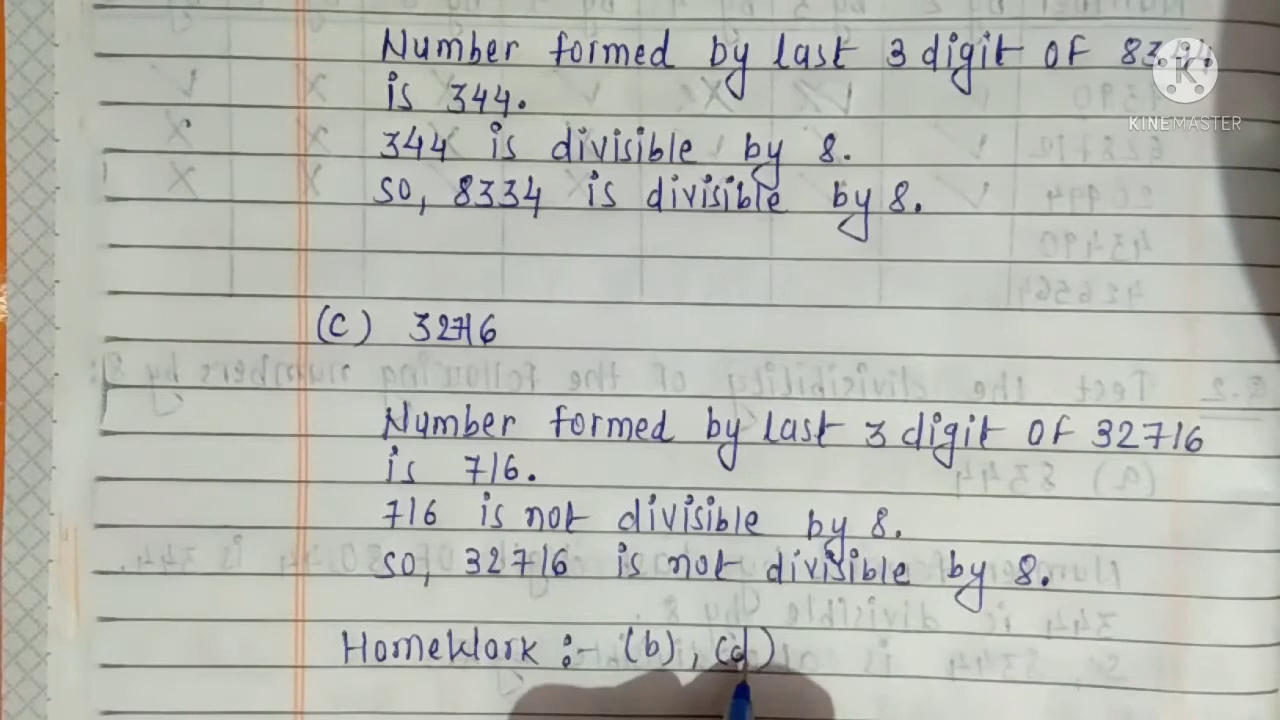 Number formed by last 3 digit of
is 344.
344 is divisible by 8.
so, 8334 is divisible by 8.
(C) 32716
Number formed by last 3 digit of 32716
is 716.
716 is not divisible by 8.
so, 32716 is not divisible by 8.
Homework :- (b), (d)
K
KINEMASTER